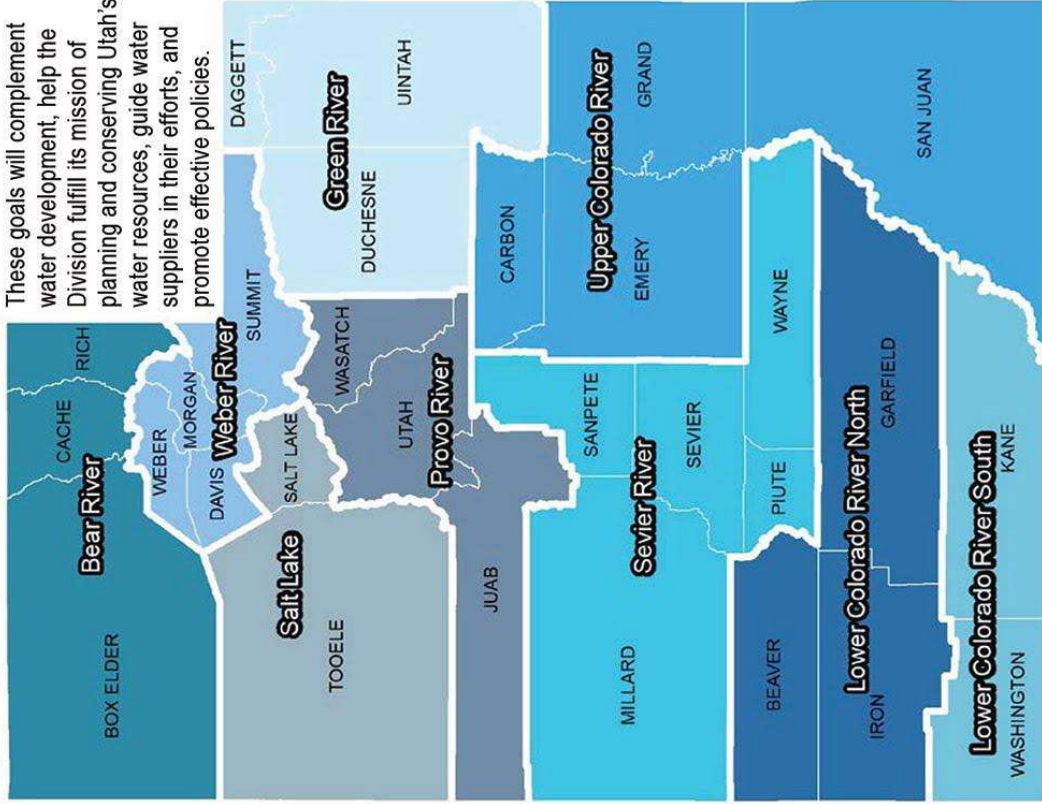 These goals will complement
water development, help the
Division fulfill its mission of
planning and conserving Utah's
water resources, guide water
suppliers in their efforts, and
promote effective policies.
BOX ELDER
CACHE
RICH
Bear River
WEBER
MORGAN
DAVIS
Weber River
SUMMIT
DAGGETT
SALT LAKE
Salt Lake
TOOELE
WASATCH
UTAH
Provo River
JUAB
DUCHESNE
Green River
UINTAH
CARBON
Upper Colorado River
EMERY
GRAND
SANPETE
MILLARD
Sevier River
SEVIER
PIUTE
WAYNE
BEAVER
IRON
Lower Colorado River North
GARFIELD
SAN JUAN
WASHINGTON
Lower Colorado River South
KANE